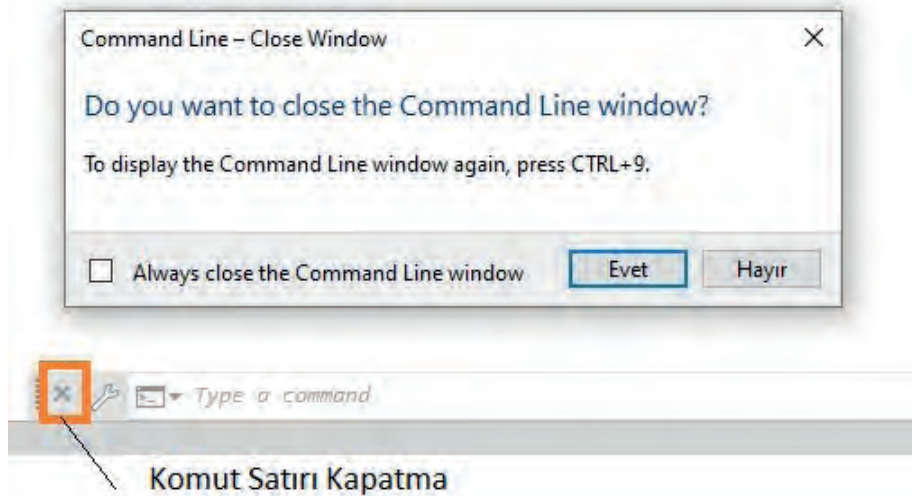 Command Line – Close Window
Do you want to close the Command Line window?
To display the Command Line window again, press CTRL+9.
Always close the Command Line window
Evet
Hayır
Type a command
Komut Satırı Kapatma